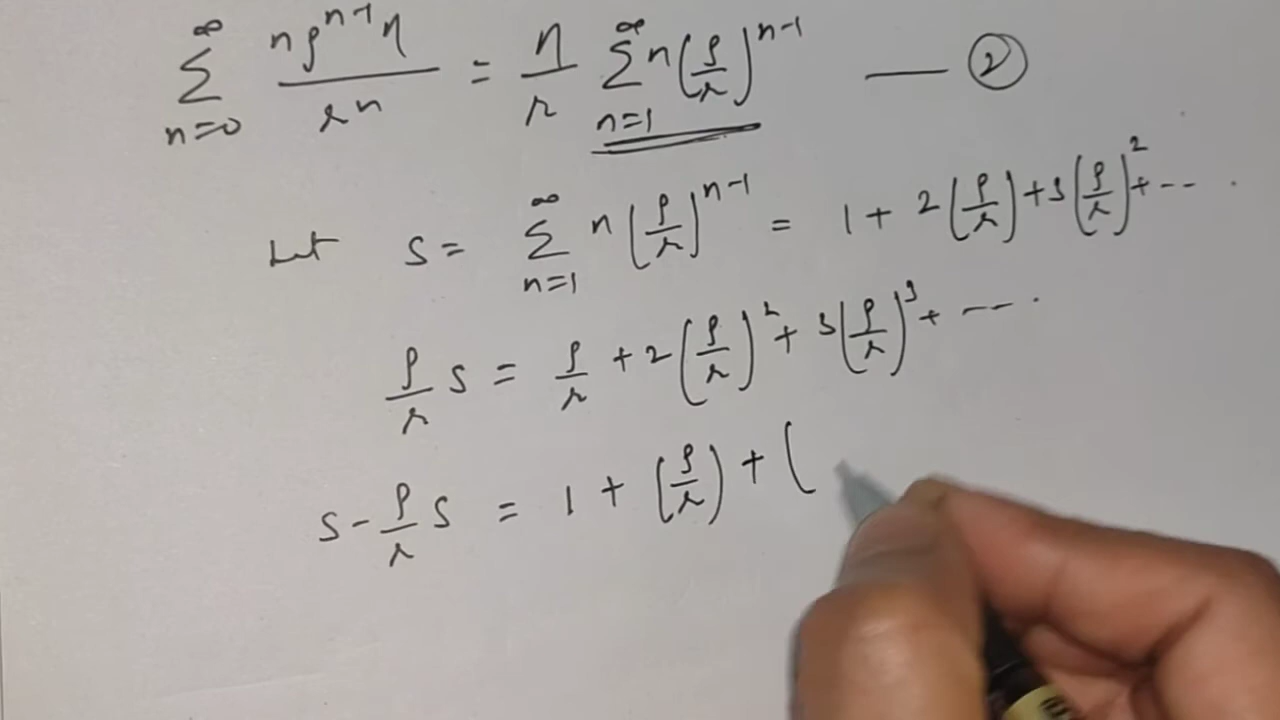 ∑_{n=0}^{∞} nρ^{n-1}η / r^n = η/r ∑_{n=1}^{∞} n(ρ/r)^{n-1} —— ②
Let S = ∑_{n=1}^{∞} n(ρ/r)^{n-1} = 1 + 2(ρ/r) + 3(ρ/r)^2 + -- .
ρ/r S = ρ/r + 2(ρ/r)^2 + 3(ρ/r)^3 + -- .
S - ρ/r S = 1 + (ρ/r) + (